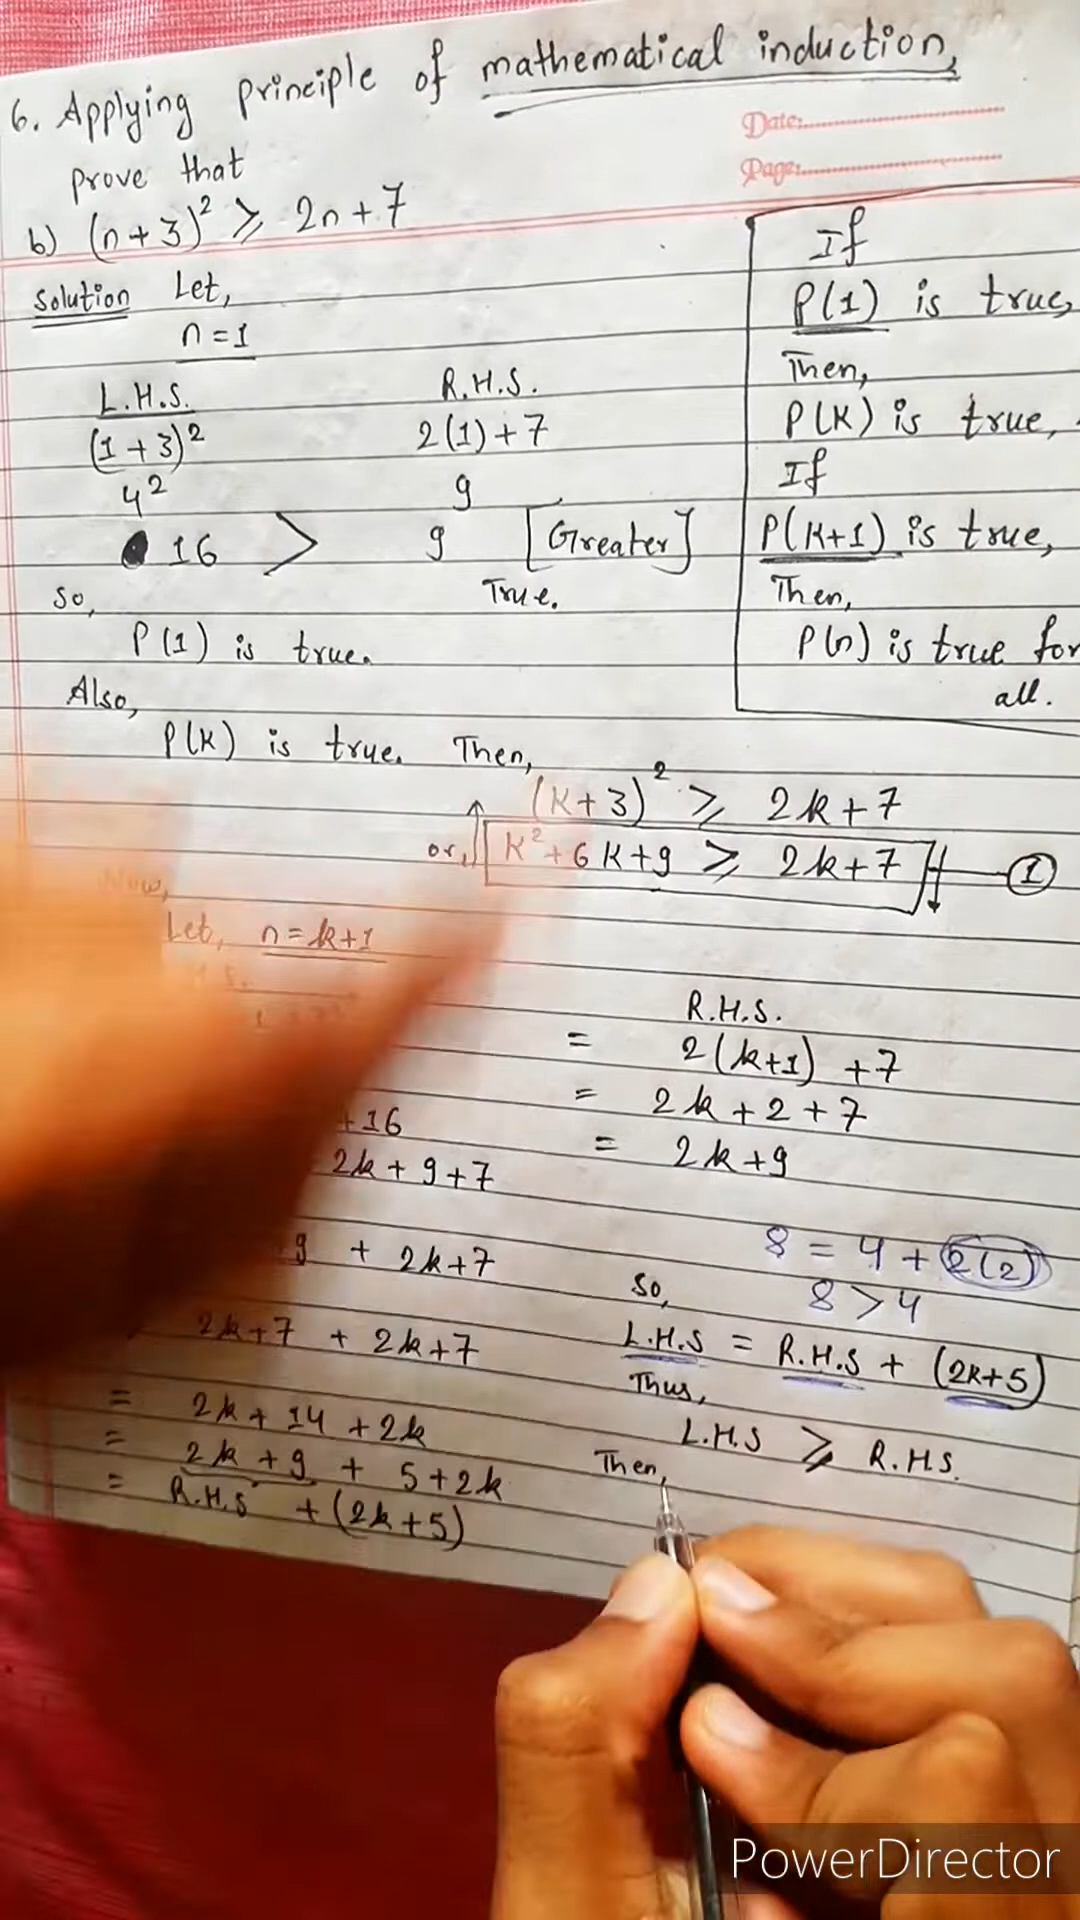 6. Applying principle of mathematical induction,
prove that
Date:
Page:
b) (n+3)² ≥ 2n+7
Solution Let,
n=1
L.H.S. R.H.S.
(1+3)² 2(1)+7
4² 9
16 > 9 [Greater]
So, True.
P(1) is true.
Also,
P(k) is true. Then,
(k+3)² ≥ 2k+7
or, k²+6k+9 ≥ 2k+7 ①
Now,
Let, n=k+1
If
P(1) is true,
Then,
P(k) is true,
If
P(k+1) is true,
Then,
P(n) is true for
all.
+16
2k+9+7
9 + 2k+7
2k+7 + 2k+7
= 2k+14+2k
= 2k+9 + 5+2k
= R.H.S + (2k+5)
R.H.S.
= 2(k+1) +7
= 2k+2+7
= 2k+9
8 = 4+2(2)
8>4
So,
L.H.S = R.H.S + (2k+5)
Thus,
L.H.S ≥ R.H.S.
Then,
PowerDirector